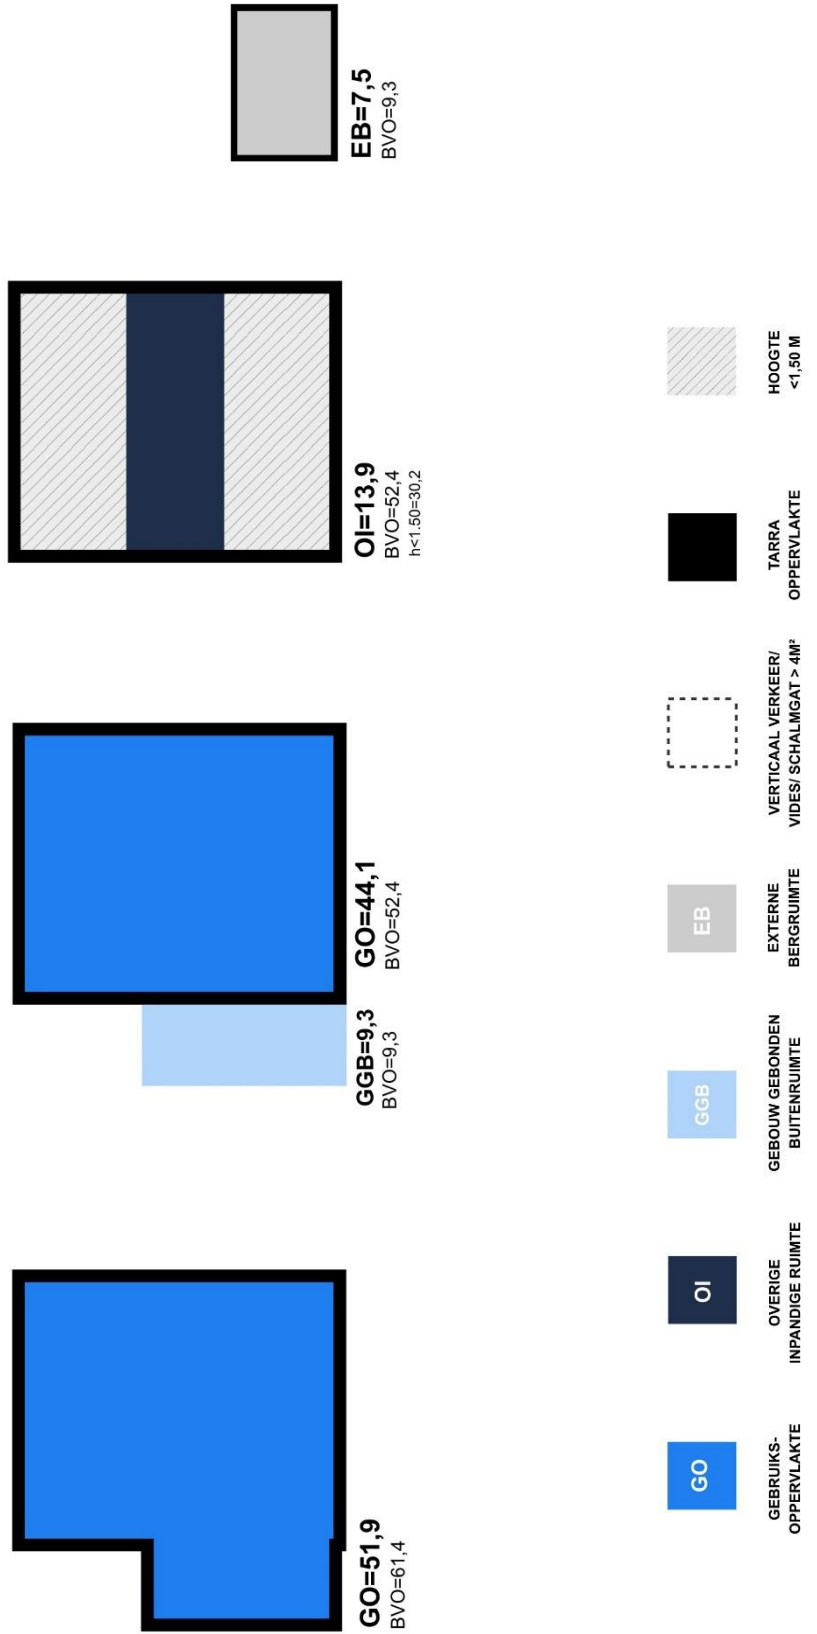 GO=51,9
BVO=61,4
GGB=9,3
BVO=9,3
GO=44,1
BVO=52,4
OI=13,9
BVO=52,4
h<1.50=30,2
EB=7,5
BVO=9,3
GO
GEBRUIKS-
OPPERVLAKTE
OI
OVERIGE
INPANDIGE RUIMTE
GGB
GEBOUW GEBONDEN
BUITENRUIMTE
EB
EXTERNE
BERGRUIMTE
VERTICAAL VERKEER/
VIDES/ SCHALMGAT > 4M²
TARRA
OPPERVLAKTE
HOOGTE
<1,50 M